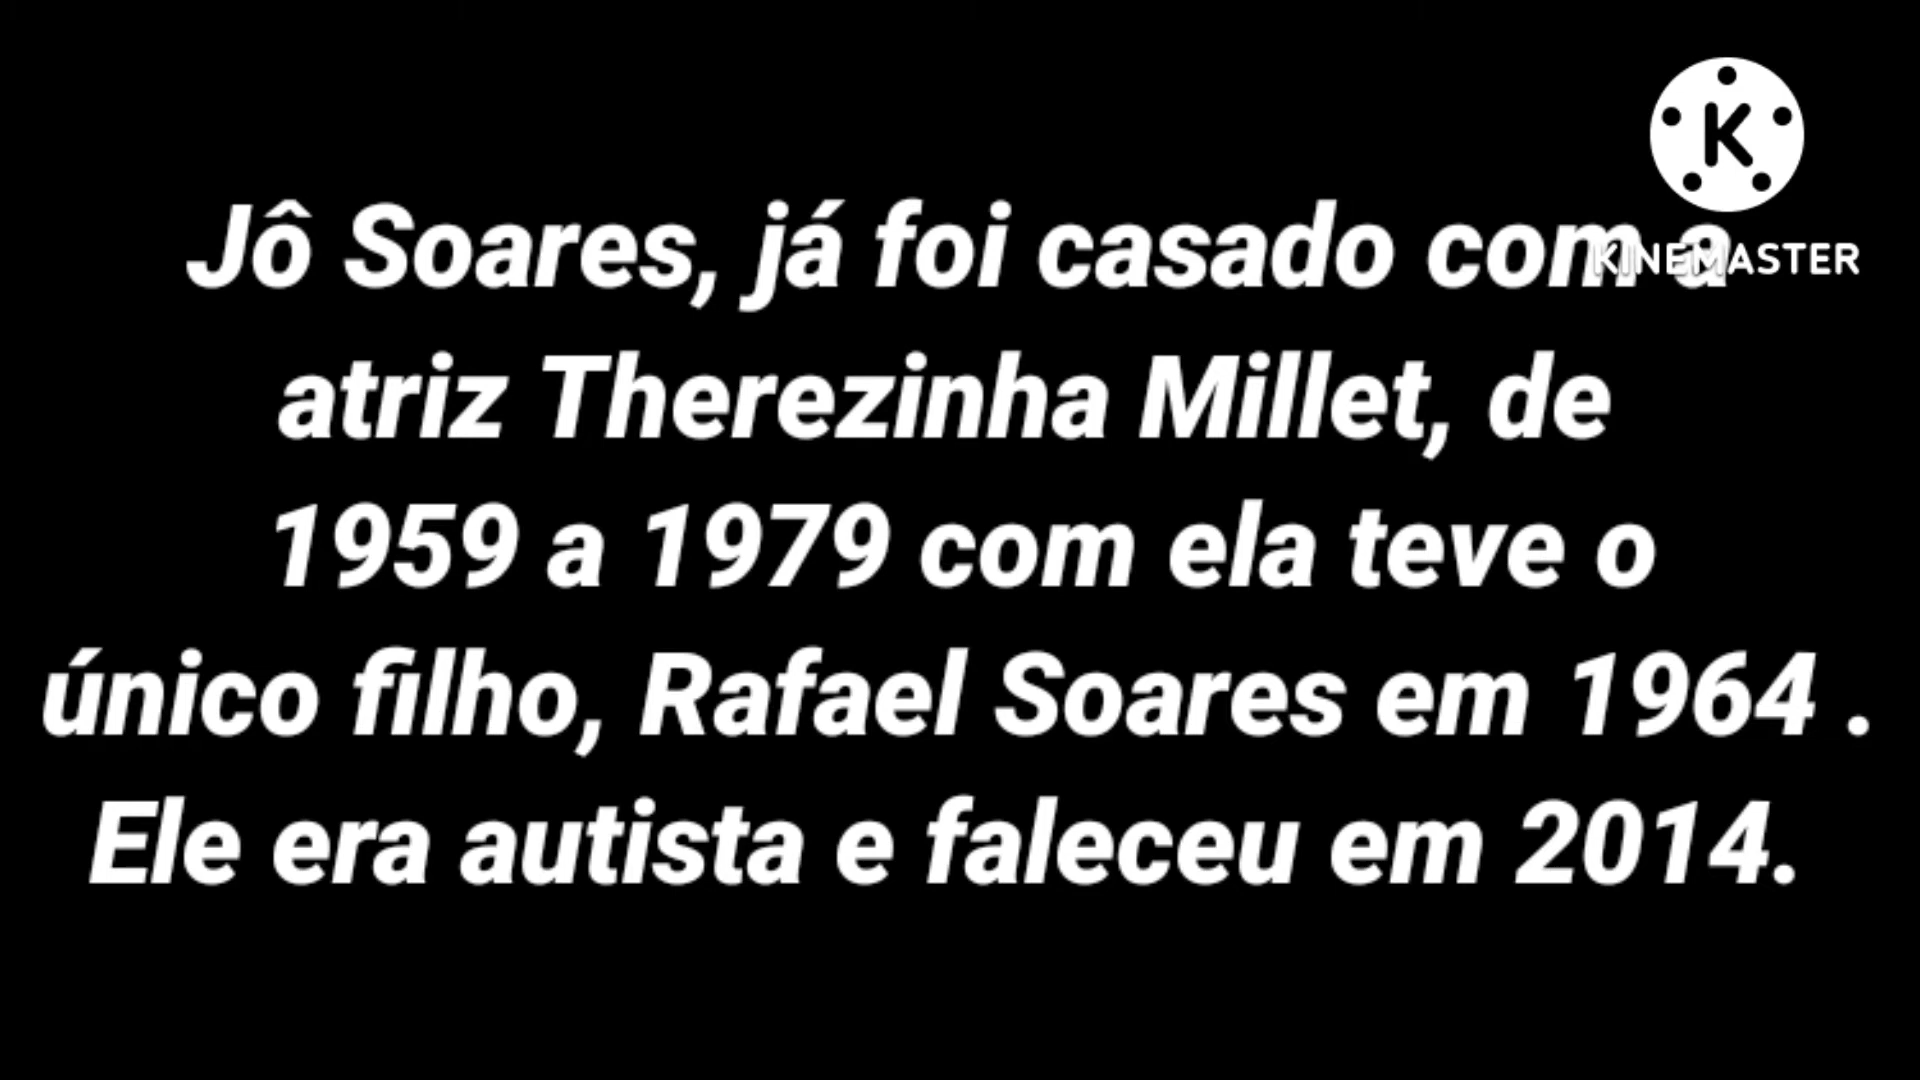 K
KINEMASTER
Jô Soares, já foi casado com a
atriz Therezinha Millet, de
1959 a 1979 com ela teve o
único filho, Rafael Soares em 1964 .
Ele era autista e faleceu em 2014.